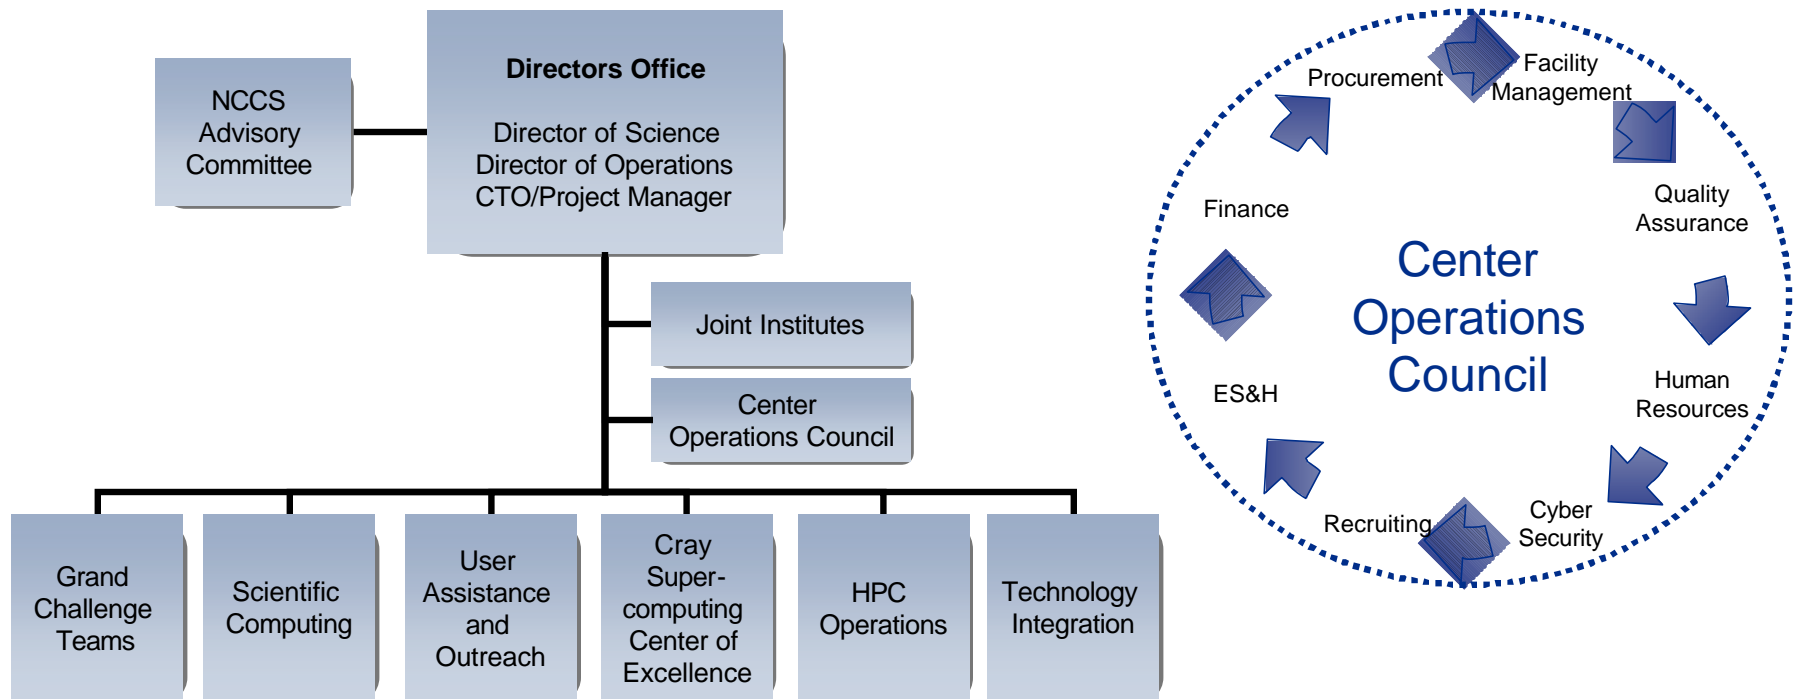 Directors Office
Director of Science
Director of Operations
CTO/Project Manager
NCCS
Advisory
Committee
Joint Institutes
Center
Operations Council
Grand
Challenge
Teams
Scientific
Computing
User
Assistance
and
Outreach
Cray
Super-
computing
Center of
Excellence
HPC
Operations
Technology
Integration
Center
Operations
Council
Procurement
Facility
Management
Quality
Assurance
Human
Resources
Cyber
Security
Recruiting
ES&H
Finance